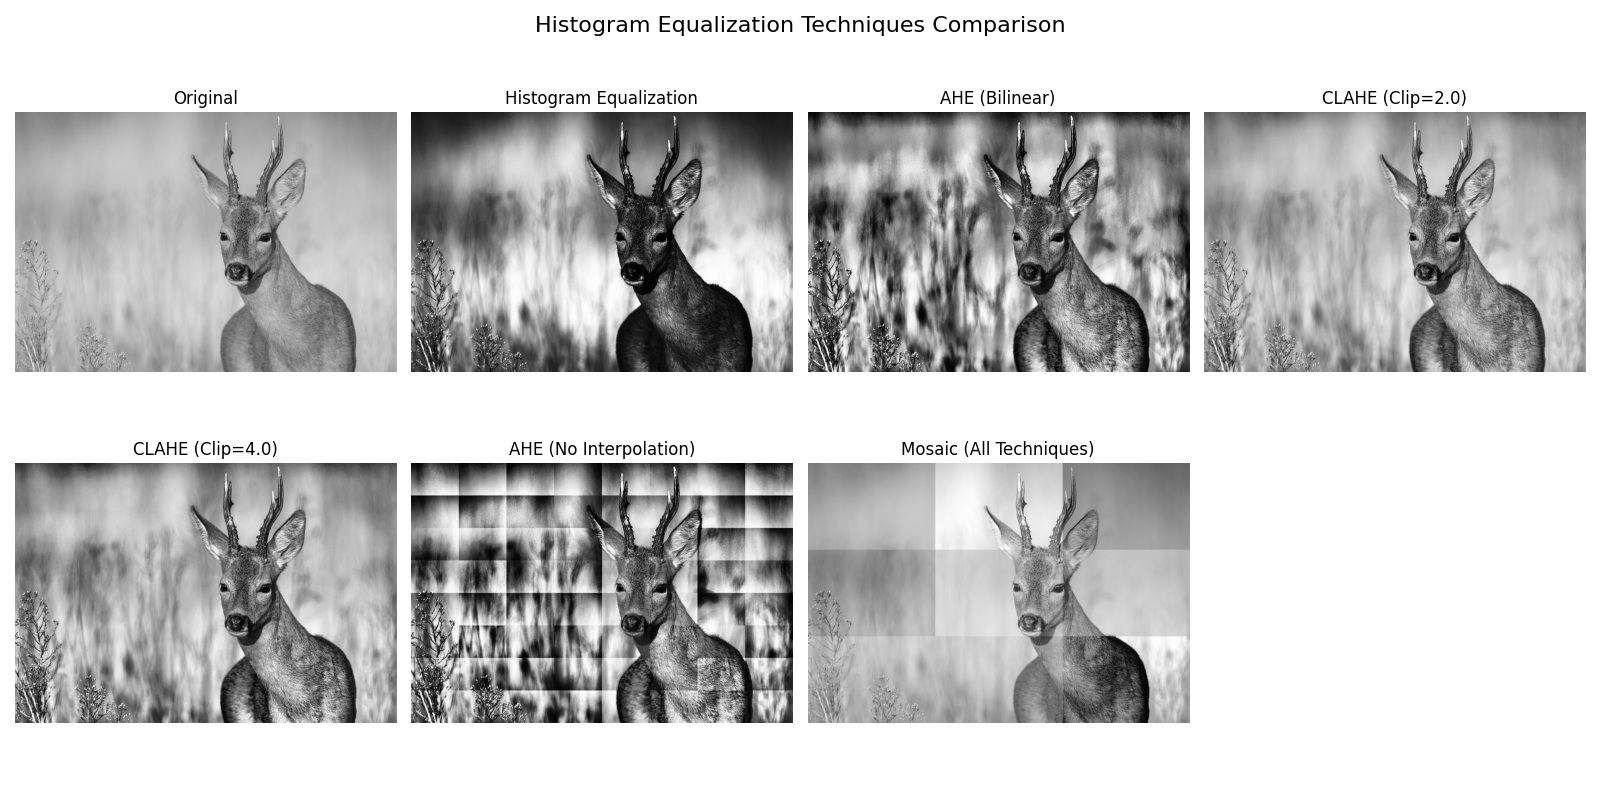 Histogram Equalization Techniques Comparison
Original
Histogram Equalization
AHE (Bilinear)
CLAHE (Clip=2.0)
CLAHE (Clip=4.0)
AHE (No Interpolation)
Mosaic (All Techniques)